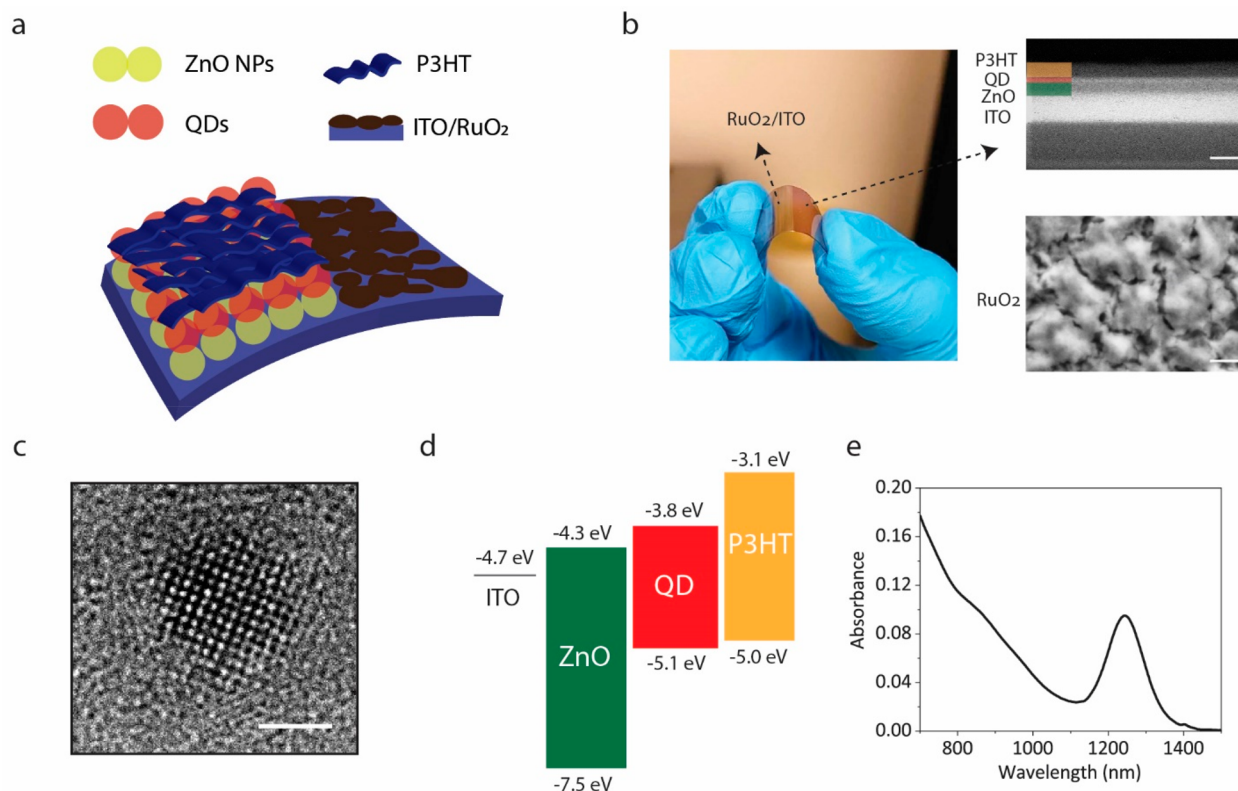 a
ZnO NPs
P3HT
QDs
ITO/RuO₂
b
RuO₂/ITO
P3HT
QD
ZnO
ITO
RuO₂
c
d
-4.7 eV
ITO
-4.3 eV
ZnO
-7.5 eV
-3.8 eV
QD
-5.1 eV
-3.1 eV
P3HT
-5.0 eV
e
Absorbance
0.20
0.16
0.12
0.08
0.04
0.00
800 1000 1200 1400
Wavelength (nm)